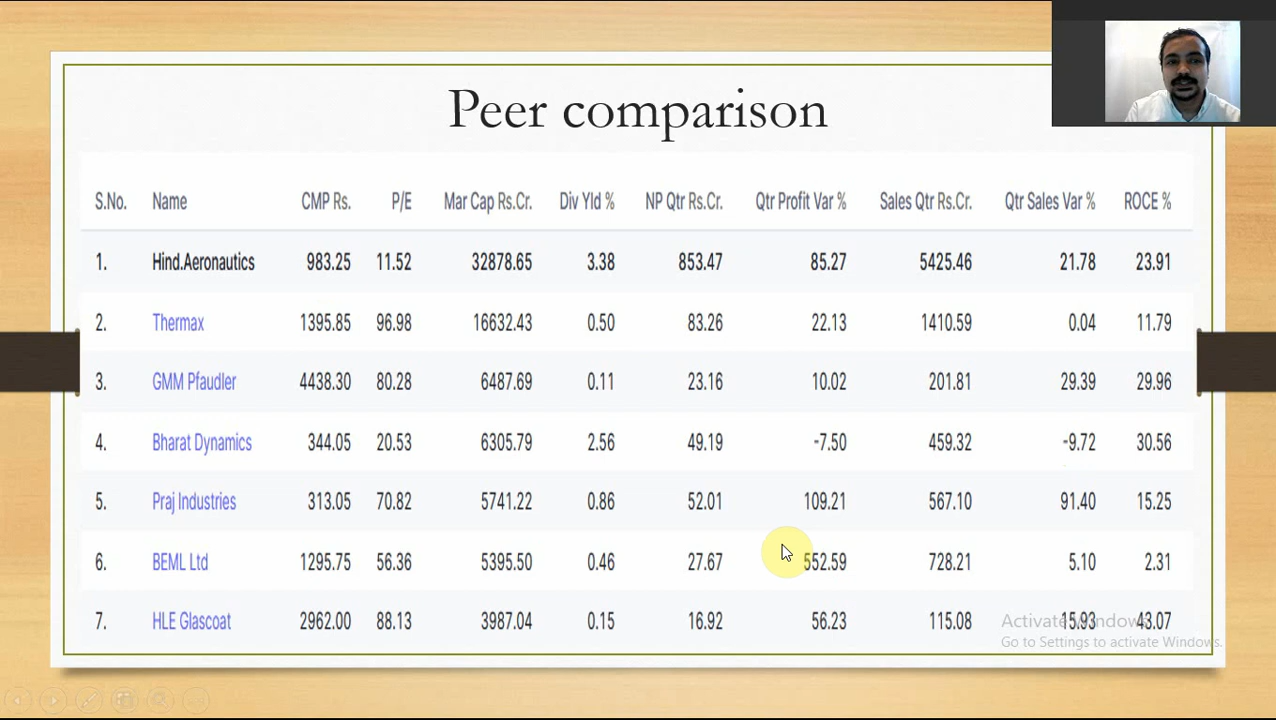 Peer comparison
S.No. Name CMP Rs. P/E Mar Cap Rs.Cr. Div Yld % NP Qtr Rs.Cr. Qtr Profit Var % Sales Qtr Rs.Cr. Qtr Sales Var % ROCE %
1. Hind.Aeronautics 983.25 11.52 32878.65 3.38 853.47 85.27 5425.46 21.78 23.91
2. Thermax 1395.85 96.98 16632.43 0.50 83.26 22.13 1410.59 0.04 11.79
3. GMM Pfaudler 4438.30 80.28 6487.69 0.11 23.16 10.02 201.81 29.39 29.96
4. Bharat Dynamics 344.05 20.53 6305.79 2.56 49.19 -7.50 459.32 -9.72 30.56
5. Praj Industries 313.05 70.82 5741.22 0.86 52.01 109.21 567.10 91.40 15.25
6. BEML Ltd 1295.75 56.36 5395.50 0.46 27.67 552.59 728.21 5.10 2.31
7. HLE Glascoat 2962.00 88.13 3987.04 0.15 16.92 56.23 115.08 15.93 43.07
Activate Windows
Go to Settings to activate Windows.